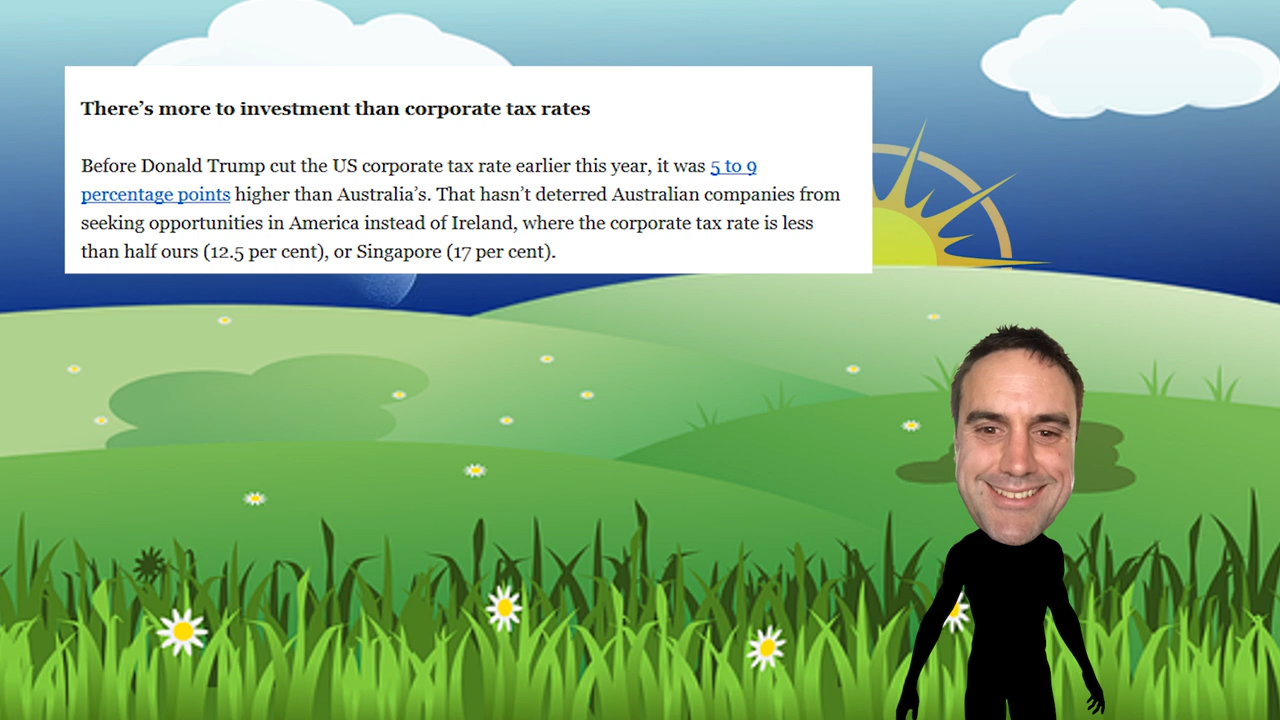 There’s more to investment than corporate tax rates
Before Donald Trump cut the US corporate tax rate earlier this year, it was 5 to 9
percentage points higher than Australia’s. That hasn’t deterred Australian companies from
seeking opportunities in America instead of Ireland, where the corporate tax rate is less
than half ours (12.5 per cent), or Singapore (17 per cent).